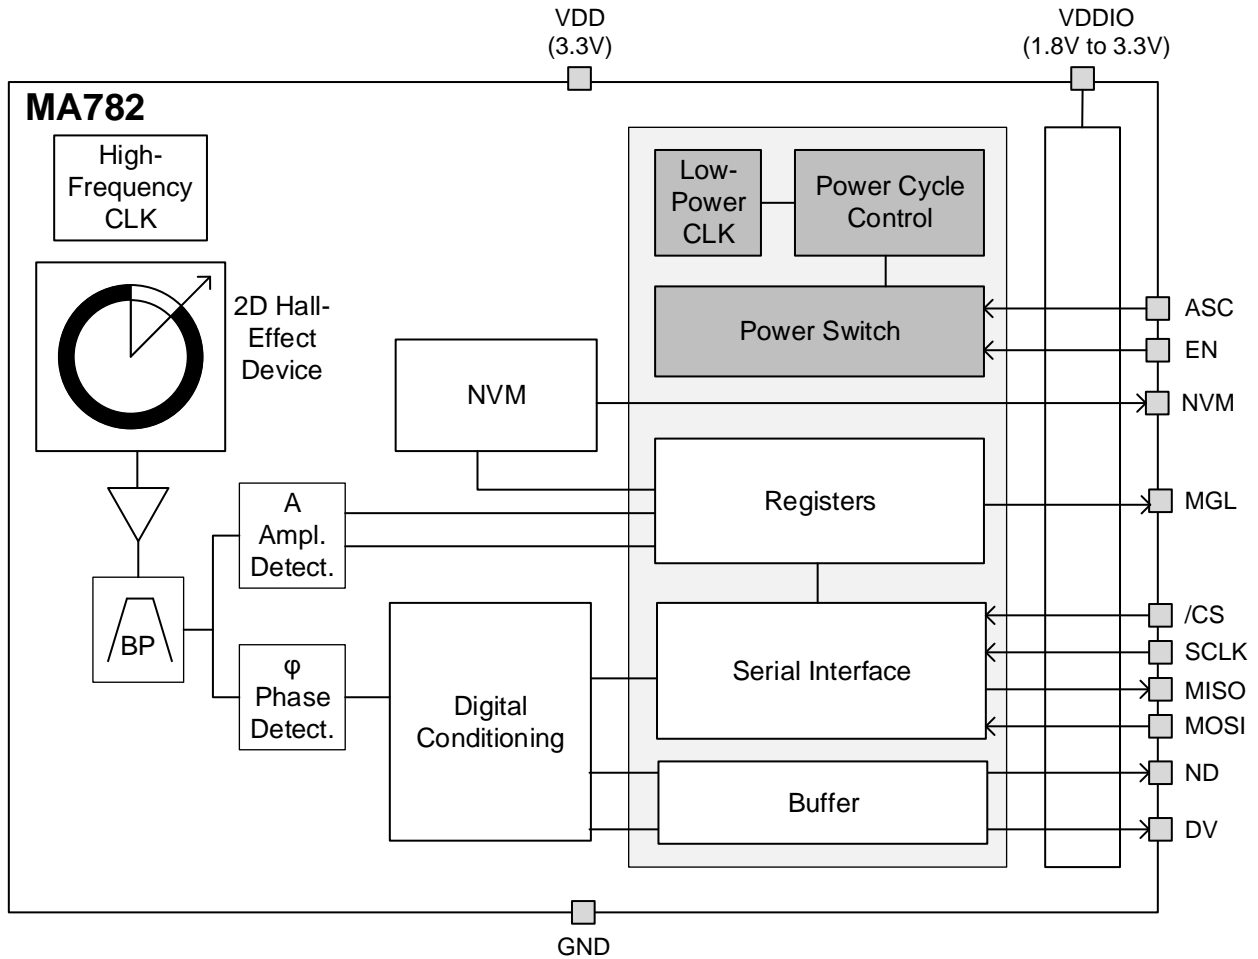 VDD
(3.3V)
VDDIO
(1.8V to 3.3V)
MA782
High-
Frequency
CLK
Low-
Power
CLK
Power Cycle
Control
2D Hall-
Effect
Device
Power Switch
ASC
EN
NVM
NVM
A
Ampl.
Detect.
Registers
MGL
BP
φ
Phase
Detect.
Digital
Conditioning
Serial Interface
/CS
SCLK
MISO
MOSI
Buffer
ND
DV
GND